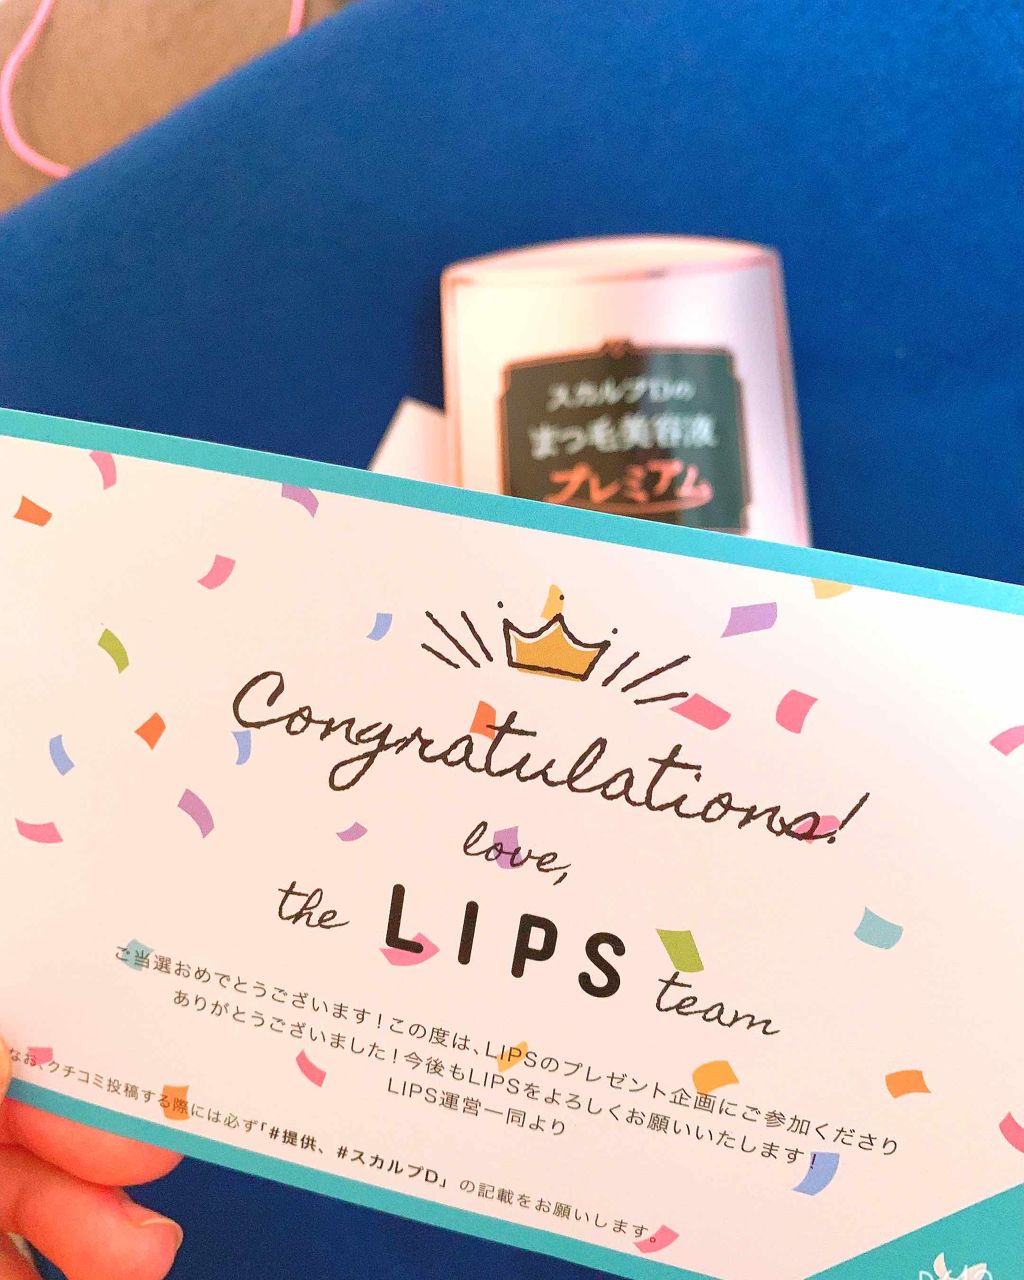 スカルプDの
まつ毛美容液
プレミアム
Congratulations!
love,
the LIPS team
ご当選おめでとうございます！この度は、LIPSのプレゼント企画にご参加くださり
ありがとうございました！今後もLIPSをよろしくお願いいたします！
LIPS運営一同より
なお、クチコミ投稿する際には必ず「#提供、#スカルプD」の記載をお願いします。